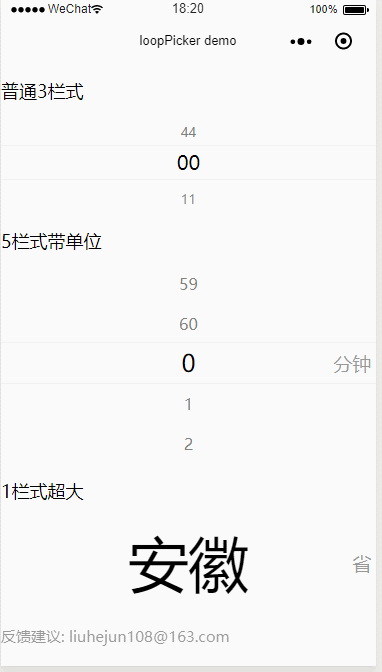 ●●●●● WeChat 18:20 100%
loopPicker demo
普通3栏式
44
00
11
5栏式带单位
59
60
0 分钟
1
2
1栏式超大
安徽 省
反馈建议: liuhejun108@163.com